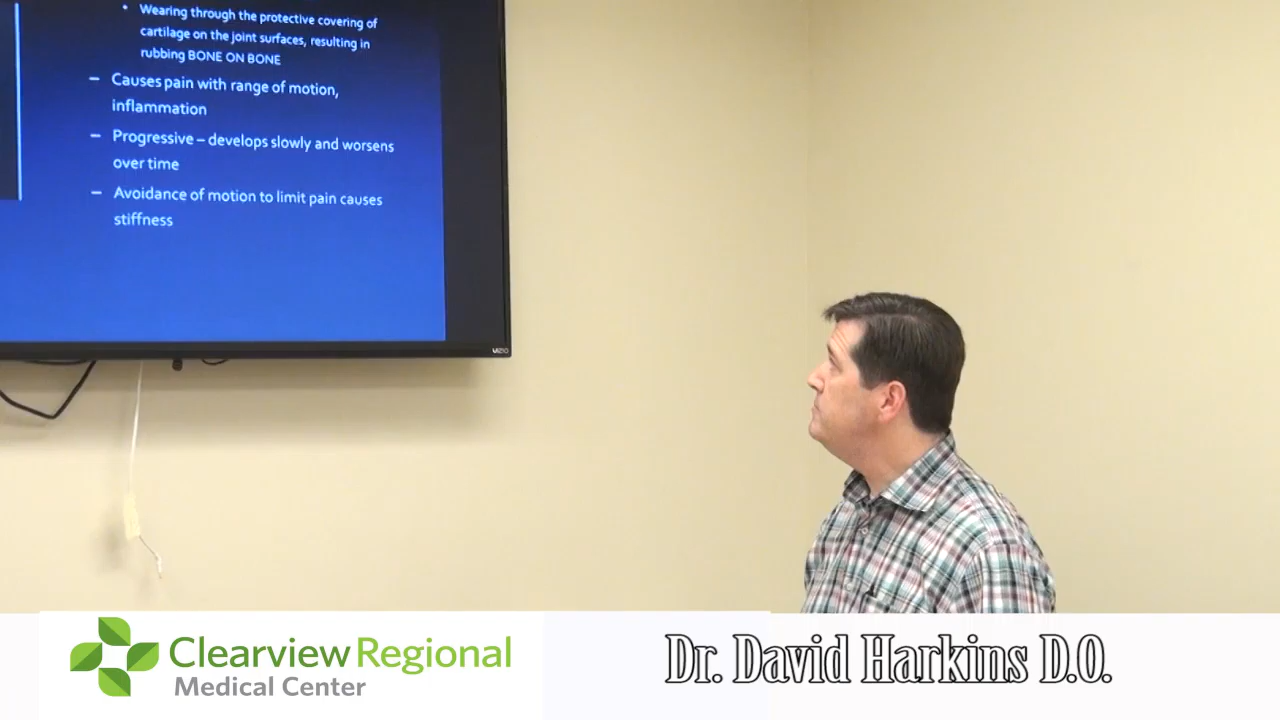 • Wearing through the protective covering of
cartilage on the joint surfaces, resulting in
rubbing BONE ON BONE
– Causes pain with range of motion,
inflammation
– Progressive – develops slowly and worsens
over time
– Avoidance of motion to limit pain causes
stiffness
VIZIO
Clearview Regional
Medical Center
Dr. David Harkins D.O.